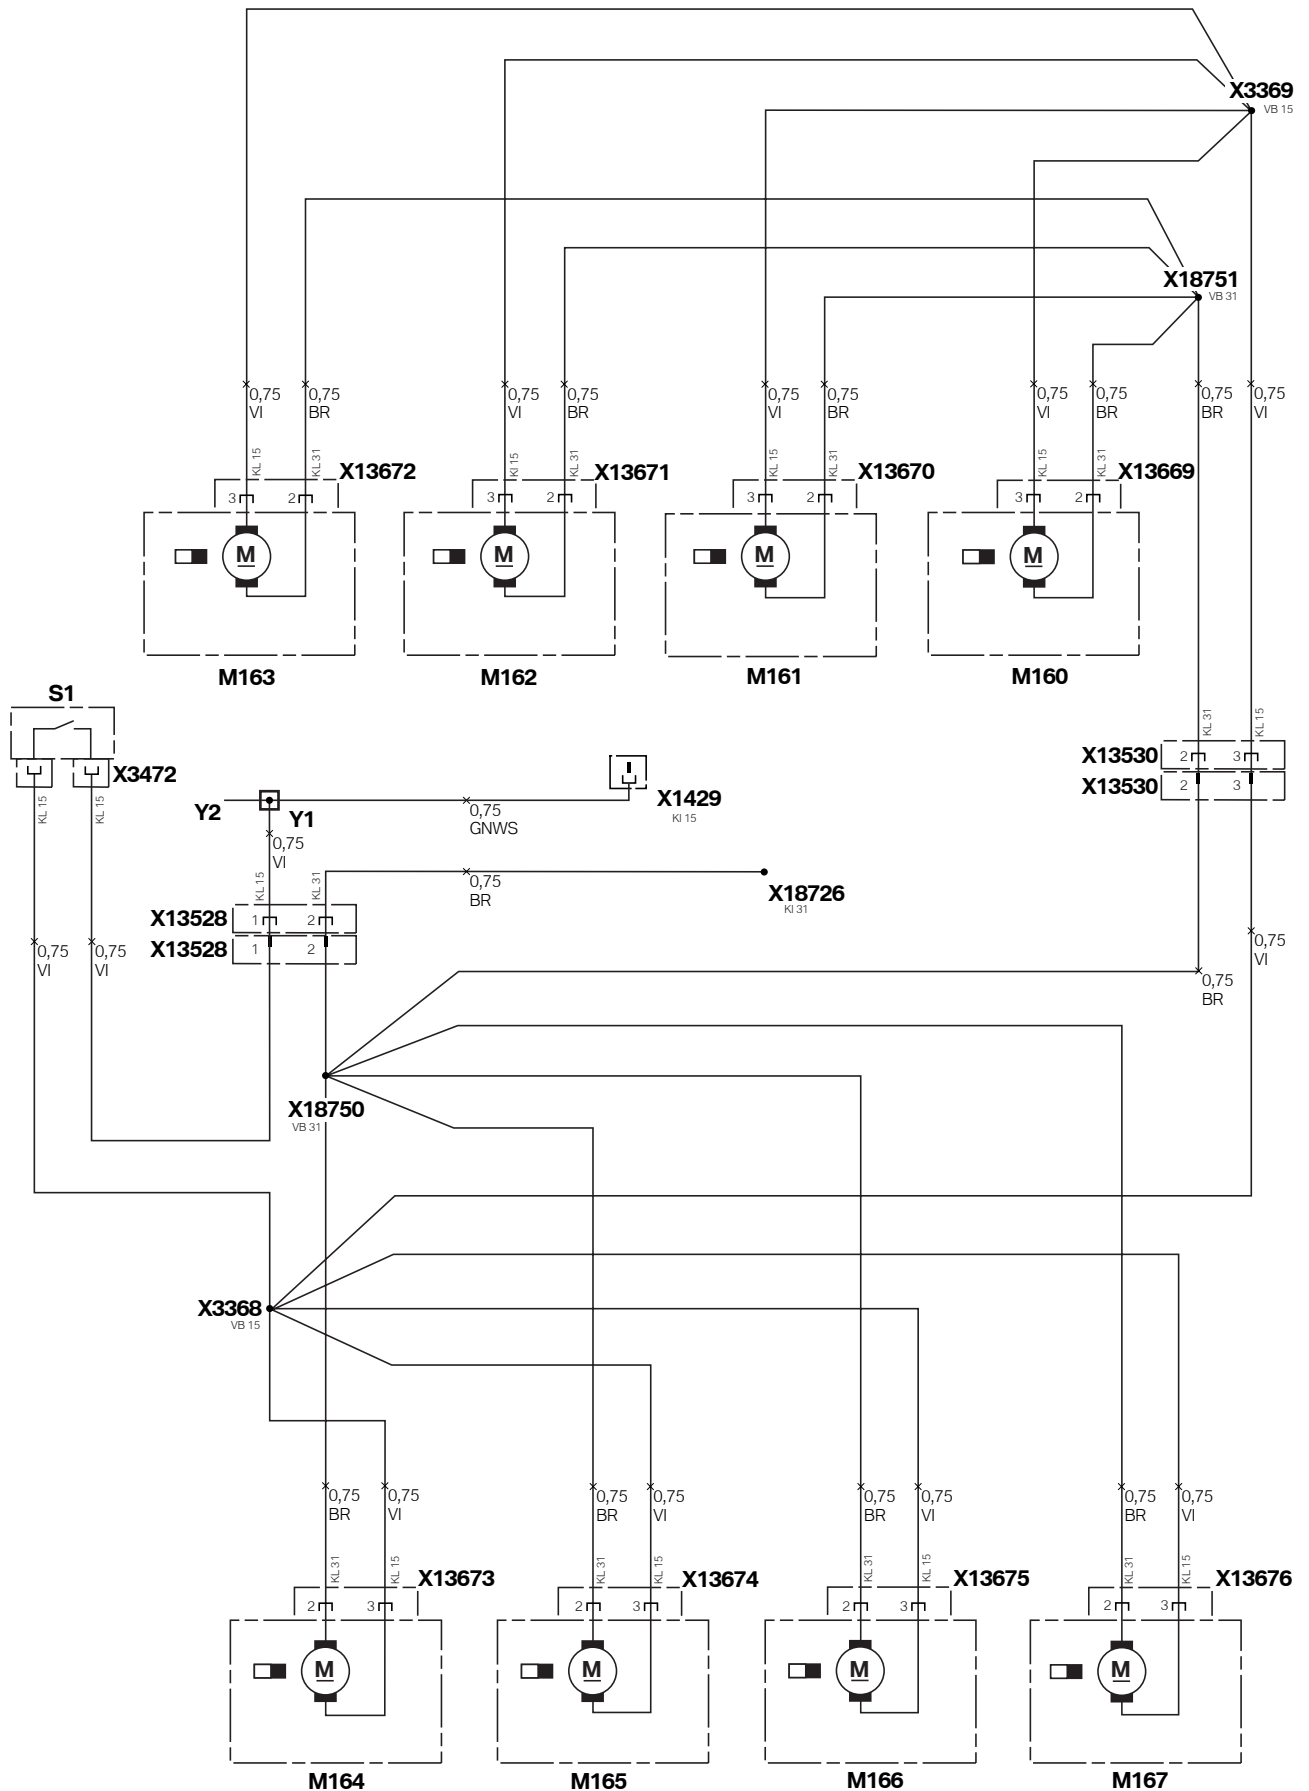 X3369
VB 15
X18751
VB 31
0,75
VI
0,75
BR
0,75
VI
0,75
BR
0,75
VI
0,75
BR
0,75
VI
0,75
BR
0,75
BR
0,75
VI
KL 15
KL 31
X13672
KI 15
KL 31
X13671
KL 15
KL 31
X13670
KL 15
KL 31
X13669
3
2
3
2
3
2
3
2
M
M
M
M
M163
M162
M161
M160
S1
KL 31
KL 15
X13530
2
3
X13530
2
3
X3472
KL 15
KL 15
X1429
KI 15
Y2
Y1
0,75
GNWS
0,75
VI
KL 15
KL 31
0,75
BR
X18726
KI 31
X13528
1
2
X13528
1
2
0,75
VI
0,75
VI
0,75
VI
0,75
BR
X18750
VB 31
X3368
VB 15
0,75
BR
0,75
VI
0,75
BR
0,75
VI
0,75
BR
0,75
VI
0,75
BR
0,75
VI
KL 31
KL 15
X13673
KL 31
KL 15
X13674
KL 31
KL 15
X13675
KL 31
KL 15
X13676
2
3
2
3
2
3
2
3
M
M
M
M
M164
M165
M166
M167